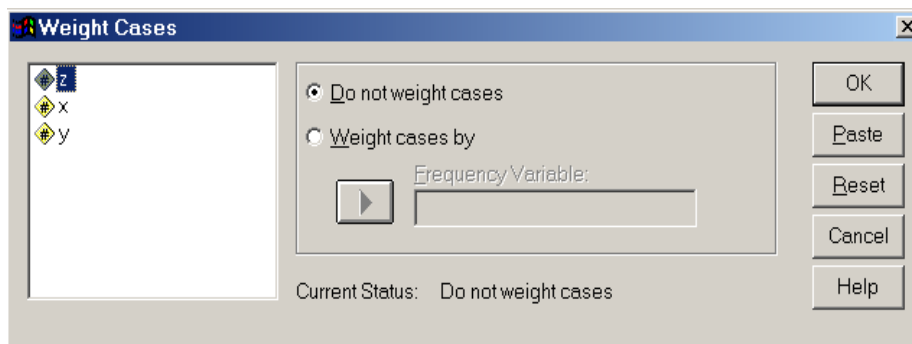 Weight Cases
# z
# x
# y
Do not weight cases
Weight cases by
Frequency Variable:
Current Status: Do not weight cases
OK
Paste
Reset
Cancel
Help